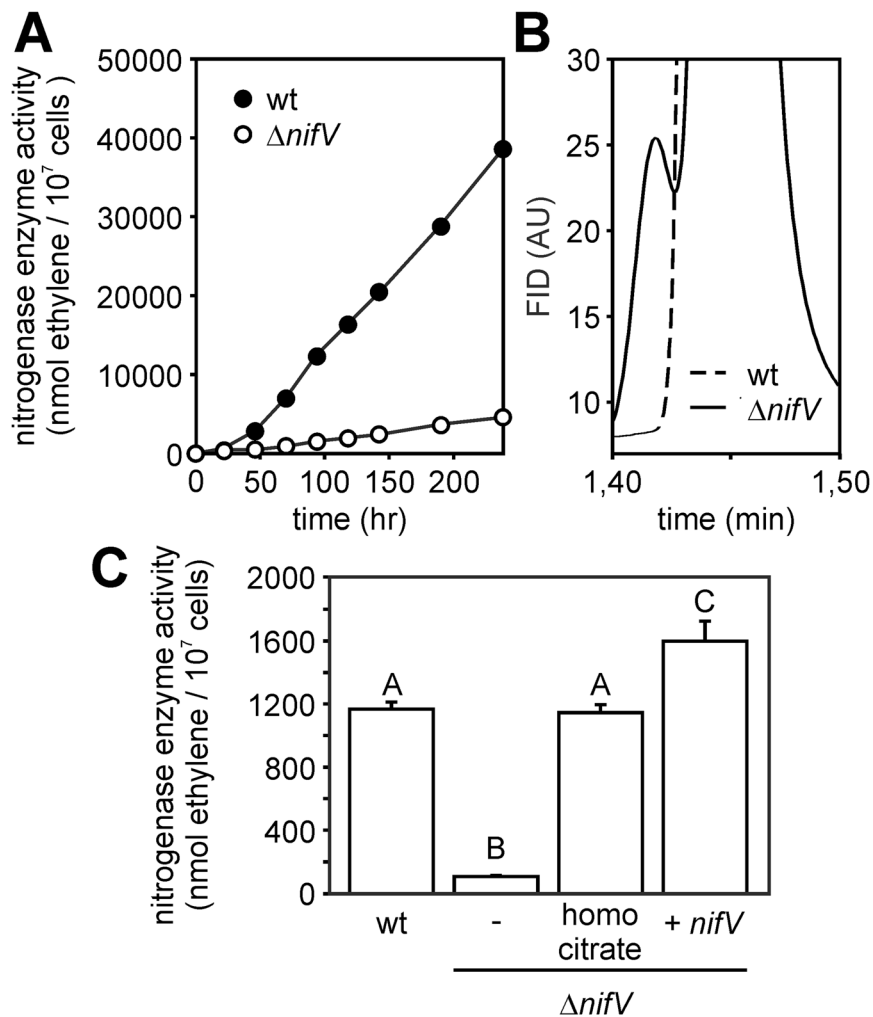 A
nitrogenase enzyme activity
(nmol ethylene / 10⁷ cells )
50000
40000
30000
20000
10000
0
wt
ΔnifV
0 50 100 150 200
time (hr)
B
FID (AU)
30
25
20
15
10
wt
ΔnifV
1,40 1,50
time (min)
C
nitrogenase enzyme activity
(nmol ethylene / 10⁷ cells)
2000
1600
1200
800
400
0
A
B
A
C
wt
-
homo
citrate
+ nifV
ΔnifV